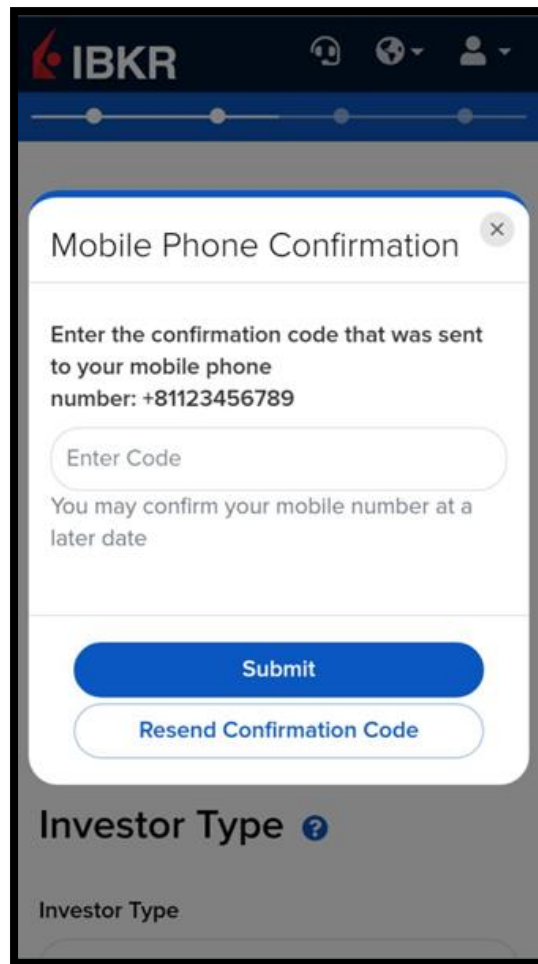 IBKR
Mobile Phone Confirmation
Enter the confirmation code that was sent
to your mobile phone
number: +81123456789
Enter Code
You may confirm your mobile number at a
later date
Submit
Resend Confirmation Code
Investor Type
Investor Type